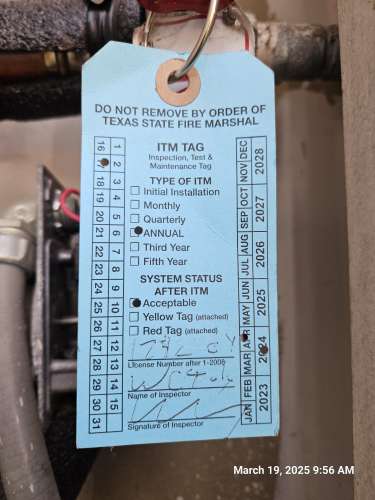 DO NOT REMOVE BY ORDER OF
TEXAS STATE FIRE MARSHAL
ITM TAG
Inspection, Test &
Maintenance Tag
TYPE OF ITM
Initial Installation
Monthly
Quarterly
ANNUAL
Third Year
Fifth Year
SYSTEM STATUS
AFTER ITM
Acceptable
Yellow Tag (attached)
Red Tag (attached)
License Number after 1-2008
Name of Inspector
Signature of Inspector
1 2 3 4 5 6 7 8 9 10 11 12 13 14 15
16 18 19 20 21 22 23 24 25 26 27 28 29 30 31
JAN FEB MAR APR MAY JUN JUL AUG SEP OCT NOV DEC
2023 2024 2025 2026 2027 2028
March 19, 2025 9:56 AM